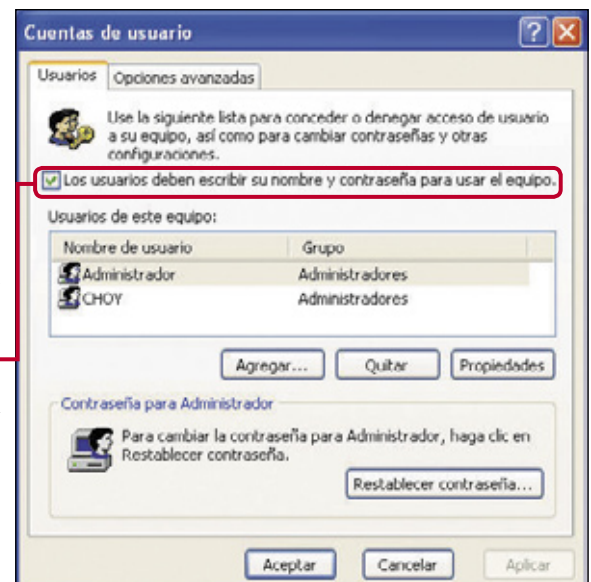 Cuentas de usuario
Usuarios
Opciones avanzadas
Use la siguiente lista para conceder o denegar acceso de usuario
a su equipo, así como para cambiar contraseñas y otras
configuraciones.
Los usuarios deben escribir su nombre y contraseña para usar el equipo.
Usuarios de este equipo:
Nombre de usuario Grupo
Administrador Administradores
CHOY Administradores
Agregar... Quitar Propiedades
Contraseña para Administrador
Para cambiar la contraseña para Administrador, haga clic en
Restablecer contraseña.
Restablecer contraseña...
Aceptar Cancelar Aplicar